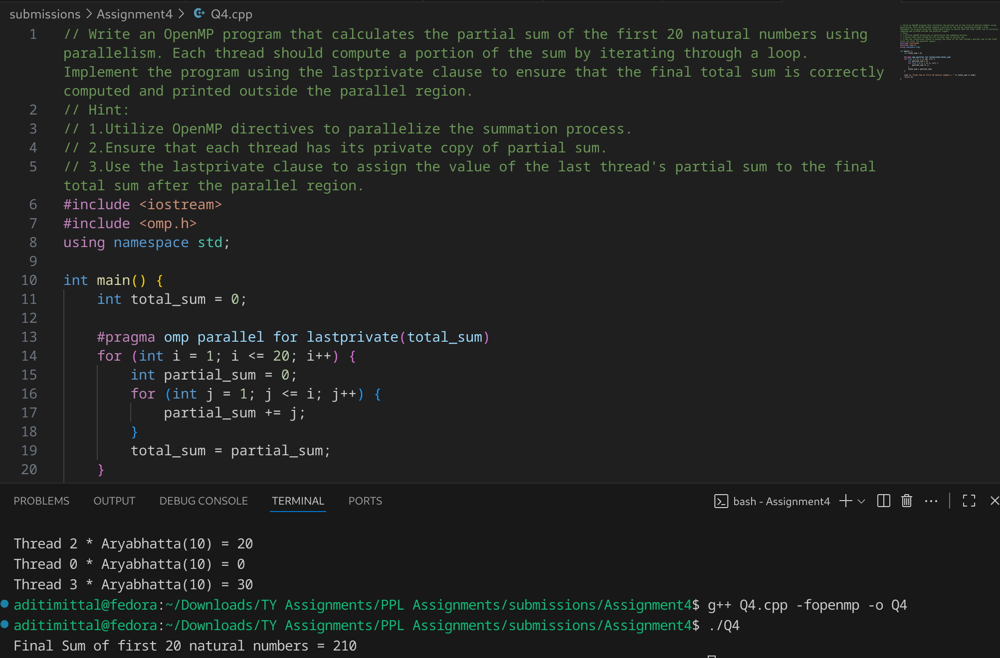 submissions > Assignment4 > Q4.cpp
1 // Write an OpenMP program that calculates the partial sum of the first 20 natural numbers using
parallelism. Each thread should compute a portion of the sum by iterating through a loop.
Implement the program using the lastprivate clause to ensure that the final total sum is correctly
computed and printed outside the parallel region.
2 // Hint:
3 // 1.Utilize OpenMP directives to parallelize the summation process.
4 // 2.Ensure that each thread has its private copy of partial sum.
5 // 3.Use the lastprivate clause to assign the value of the last thread's partial sum to the final
total sum after the parallel region.
6 #include <iostream>
7 #include <omp.h>
8 using namespace std;
9
10 int main() {
11 int total_sum = 0;
12
13 #pragma omp parallel for lastprivate(total_sum)
14 for (int i = 1; i <= 20; i++) {
15 int partial_sum = 0;
16 for (int j = 1; j <= i; j++) {
17 partial_sum += j;
18 }
19 total_sum = partial_sum;
20 }
PROBLEMS OUTPUT DEBUG CONSOLE TERMINAL PORTS bash - Assignment4
Thread 2 * Aryabhatta(10) = 20
Thread 0 * Aryabhatta(10) = 0
Thread 3 * Aryabhatta(10) = 30
aditimittal@fedora:~/Downloads/TY Assignments/PPL Assignments/submissions/Assignment4$ g++ Q4.cpp -fopenmp -o Q4
aditimittal@fedora:~/Downloads/TY Assignments/PPL Assignments/submissions/Assignment4$ ./Q4
Final Sum of first 20 natural numbers = 210